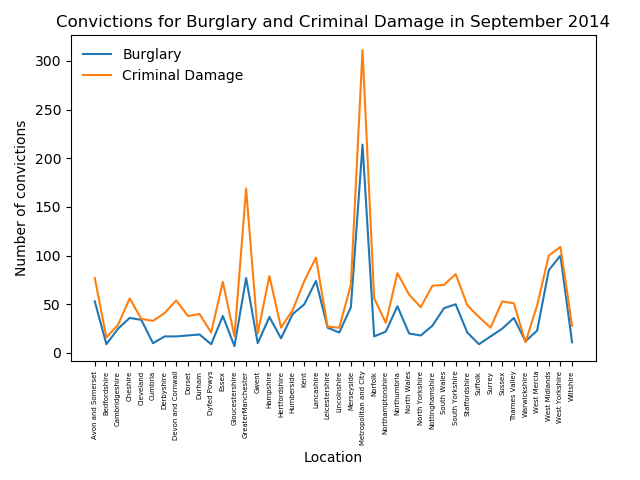 Convictions for Burglary and Criminal Damage in September 2014
Burglary
Criminal Damage
Number of convictions
300
250
200
150
100
50
0
Avon and Somerset
Bedfordshire
Cambridgeshire
Cheshire
Cleveland
Cumbria
Derbyshire
Devon and Cornwall
Dorset
Durham
Dyfed Powys
Essex
Gloucestershire
GreaterManchester
Gwent
Hampshire
Hertfordshire
Humberside
Kent
Lancashire
Leicestershire
Lincolnshire
Merseyside
Metropolitan and City
Norfolk
Northamptonshire
Northumbria
North Wales
North Yorkshire
Nottinghamshire
South Wales
South Yorkshire
Staffordshire
Suffolk
Surrey
Sussex
Thames Valley
Warwickshire
West Mercia
West Midlands
West Yorkshire
Wiltshire
Location